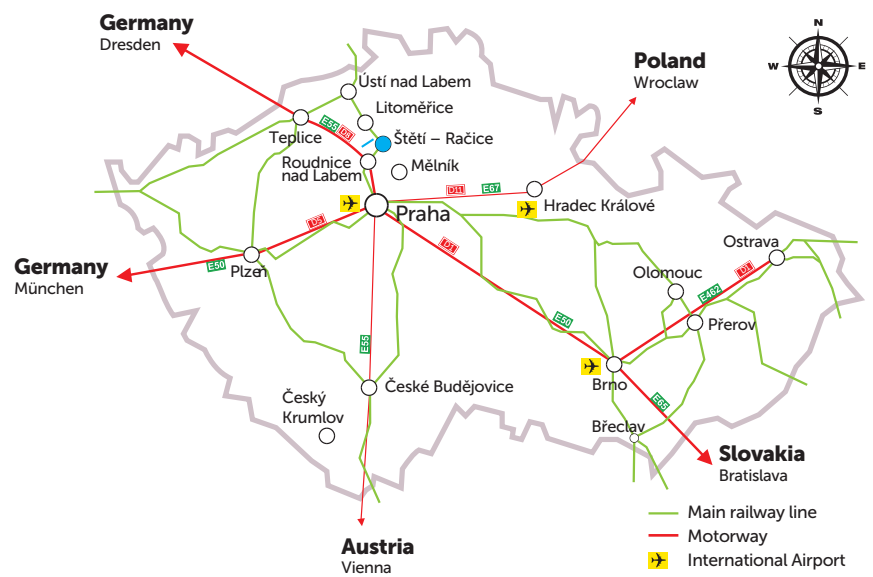 Germany
Dresden
N
W
E
S
Poland
Wroclaw
Ústí nad Labem
Litoměřice
Teplice
E55
D8
Štětí – Račice
Roudnice
nad Labem
Mělník
D11
E67
Hradec Králové
Praha
D5
E50
Plzeň
Germany
München
D1
E50
Ostrava
Olomouc
D1
E462
Přerov
E55
České Budějovice
Český
Krumlov
Brno
E65
Břeclav
Slovakia
Bratislava
Austria
Vienna
Main railway line
Motorway
International Airport